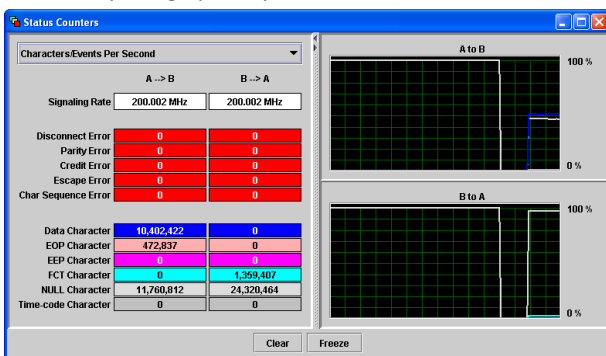 Status Counters
Characters/Events Per Second
A --> B B --> A
Signaling Rate 200.002 MHz 200.002 MHz
Disconnect Error 0 0
Parity Error 0 0
Credit Error 0 0
Escape Error 0 0
Char Sequence Error 0 0
Data Character 10,402,422 0
EOP Character 472,837 0
EEP Character 0 0
FCT Character 0 1,359,407
NULL Character 11,760,812 24,320,464
Time-code Character 0 0
A to B
100 %
0 %
B to A
100 %
0 %
Clear Freeze